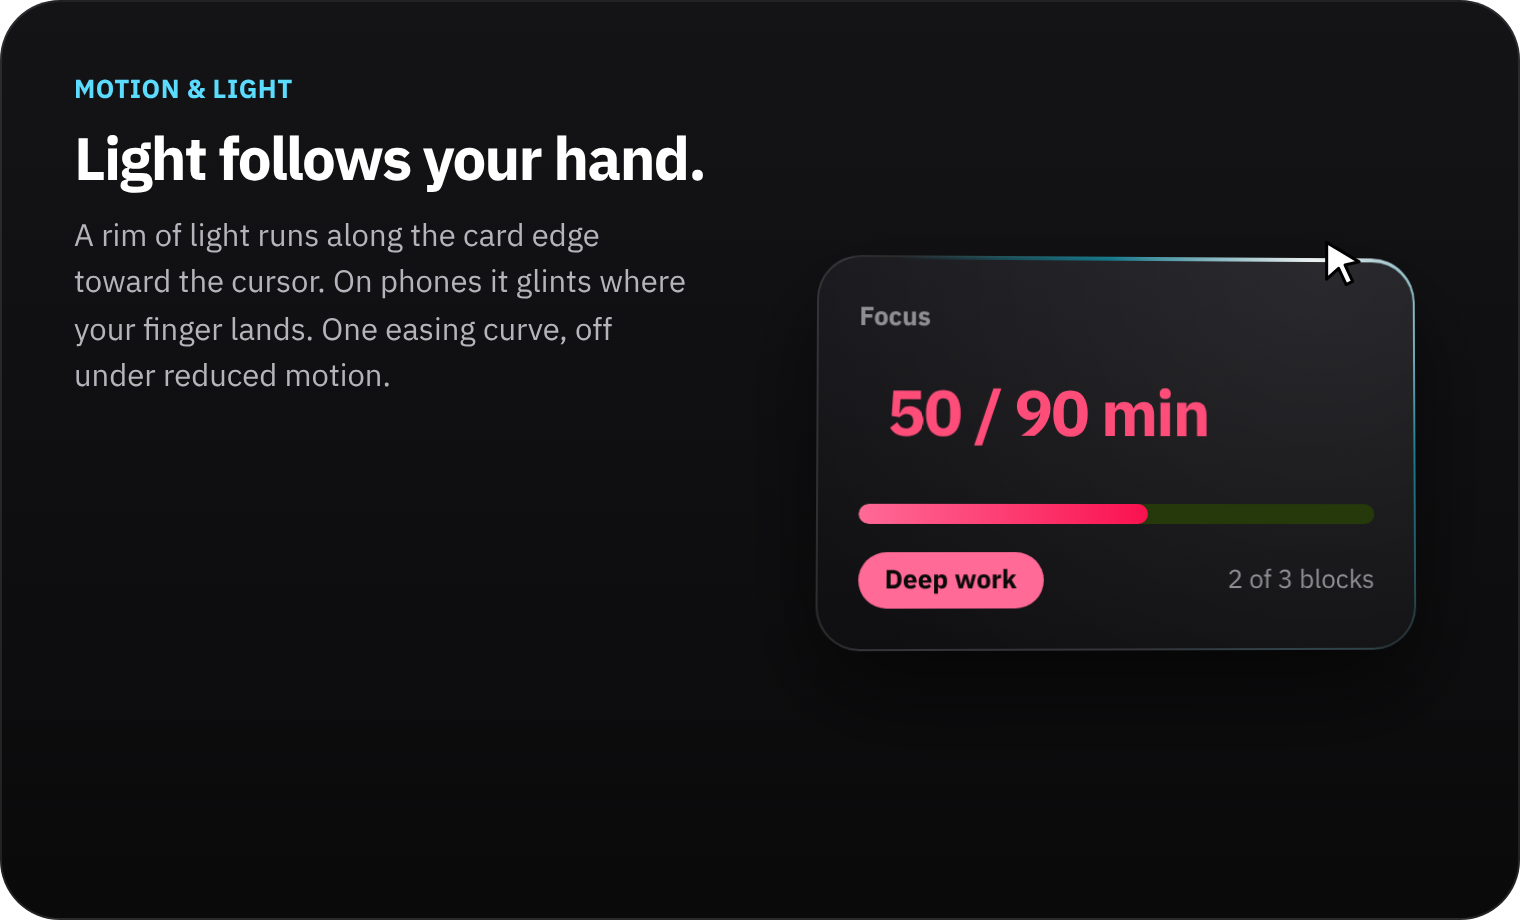 MOTION & LIGHT
Light follows your hand.
A rim of light runs along the card edge
toward the cursor. On phones it glints where
your finger lands. One easing curve, off
under reduced motion.
Focus
50 / 90 min
Deep work
2 of 3 blocks